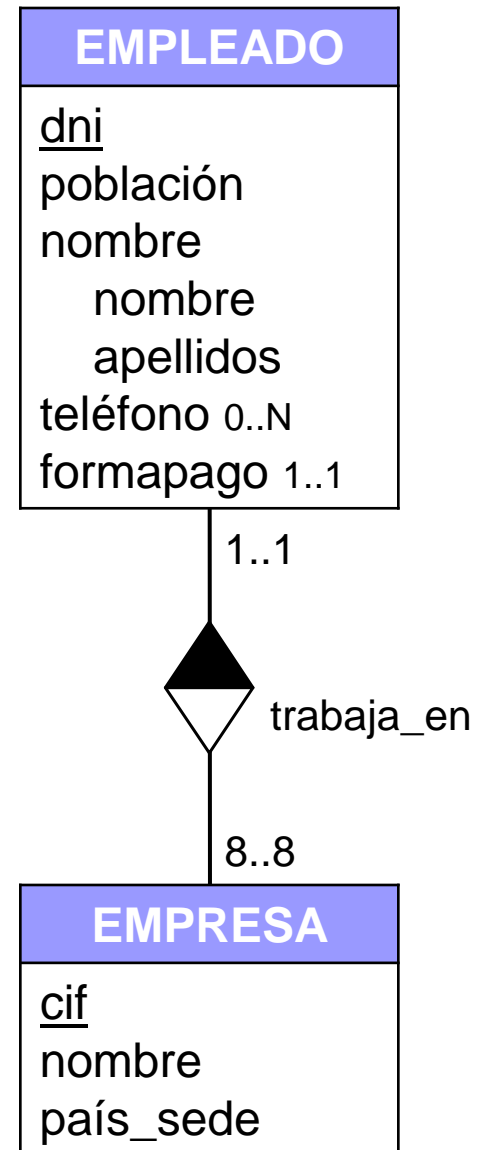 EMPLEADO
dni
población
nombre
nombre
apellidos
teléfono 0..N
formapago 1..1
1..1
trabaja_en
8..8
EMPRESA
cif
nombre
país_sede